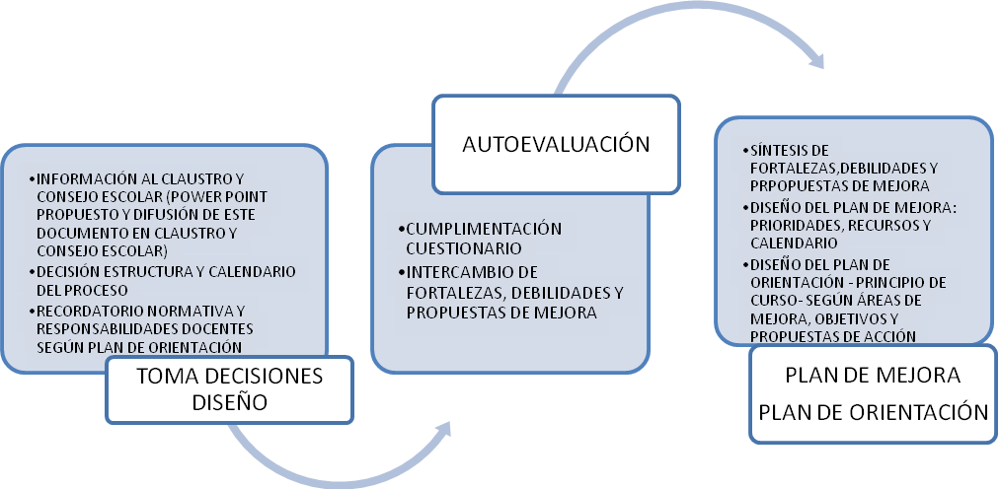 •INFORMACIÓN AL CLAUSTRO Y
CONSEJO ESCOLAR (POWER POINT
PROPUESTO Y DIFUSIÓN DE ESTE
DOCUMENTO EN CLAUSTRO Y
CONSEJO ESCOLAR)
•DECISIÓN ESTRUCTURA Y CALENDARIO
DEL PROCESO
•RECORDATORIO NORMATIVA Y
RESPONSABILIDADES DOCENTES
SEGÚN PLAN DE ORIENTACIÓN
TOMA DECISIONES
DISEÑO
AUTOEVALUACIÓN
•CUMPLIMENTACIÓN
CUESTIONARIO
•INTERCAMBIO DE
FORTALEZAS, DEBILIDADES Y
PROPUESTAS DE MEJORA
•SÍNTESIS DE
FORTALEZAS,DEBILIDADES Y
PRPOPUESTAS DE MEJORA
•DISEÑO DEL PLAN DE MEJORA:
PRIORIDADES, RECURSOS Y
CALENDARIO
•DISEÑO DEL PLAN DE
ORIENTACIÓN - PRINCIPIO DE
CURSO- SEGÚN ÁREAS DE
MEJORA, OBJETIVOS Y
PROPUESTAS DE ACCIÓN
PLAN DE MEJORA
PLAN DE ORIENTACIÓN